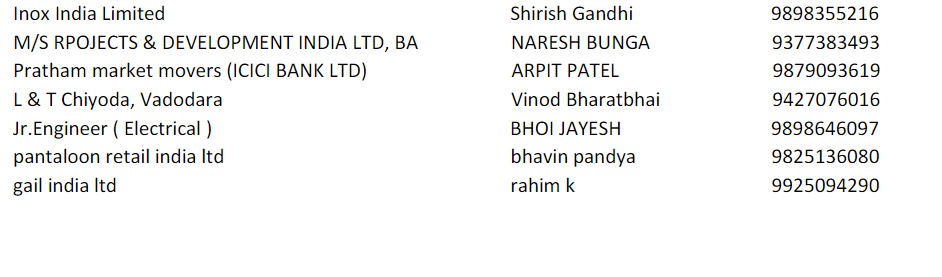 Inox India Limited Shirish Gandhi 9898355216
M/S RPOJECTS & DEVELOPMENT INDIA LTD, BA NARESH BUNGA 9377383493
Pratham market movers (ICICI BANK LTD) ARPIT PATEL 9879093619
L & T Chiyoda, Vadodara Vinod Bharatbhai 9427076016
Jr.Engineer ( Electrical ) BHOI JAYESH 9898646097
pantaloon retail india ltd bhavin pandya 9825136080
gail india ltd rahim k 9925094290